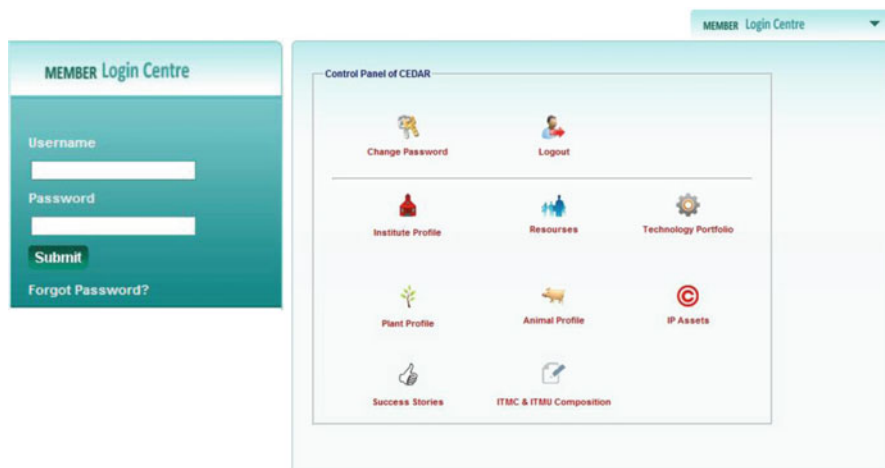 MEMBER Login Centre
MEMBER Login Centre
Username
Password
Submit
Forgot Password?
Control Panel of CEDAR
Change Password
Logout
Institute Profile
Resourses
Technology Portfolio
Plant Profile
Animal Profile
IP Assets
Success Stories
ITMC & ITMU Composition